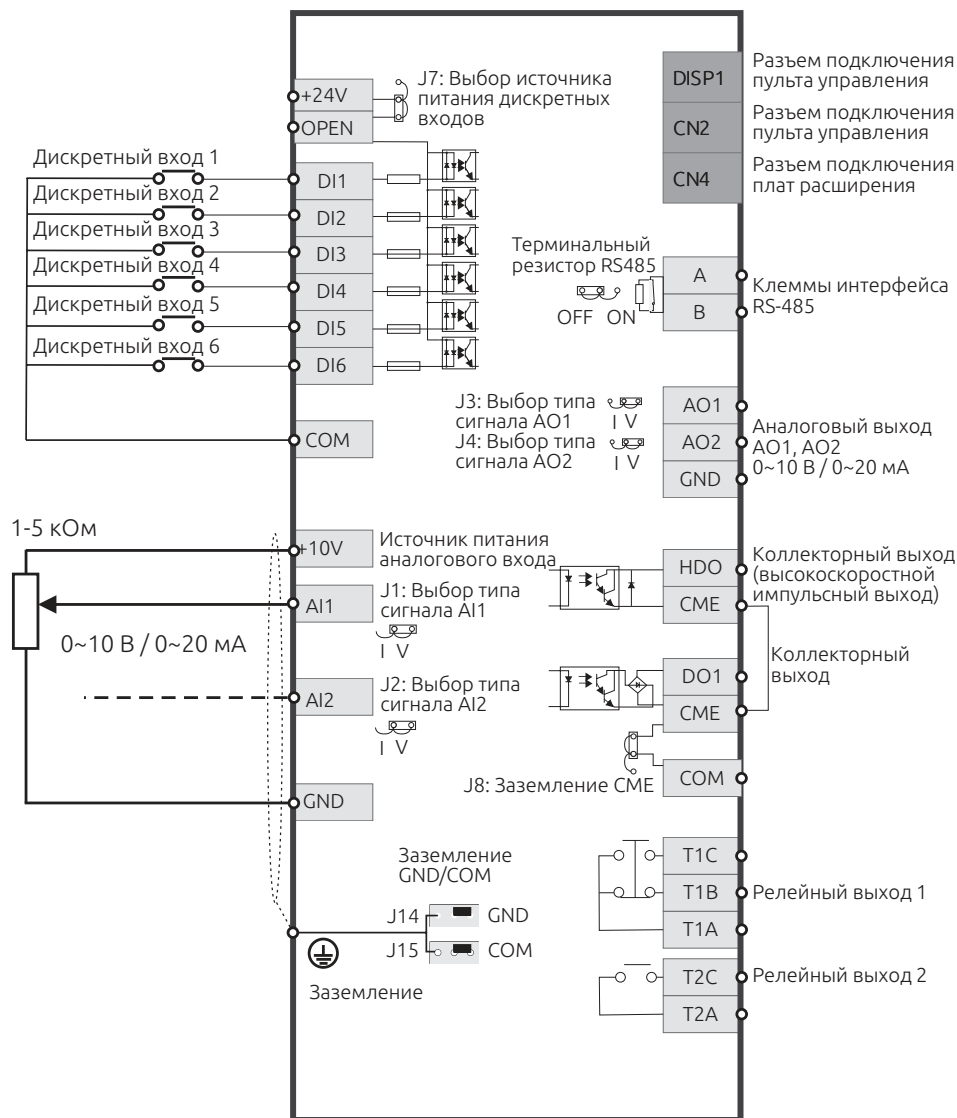 +24V
OPEN
J7: Выбор источника
питания дискретных
входов
DISP1
Разъем подключения
пульта управления
CN2
Разъем подключения
пульта управления
CN4
Разъем подключения
плат расширения
Дискретный вход 1
DI1
Дискретный вход 2
DI2
Дискретный вход 3
DI3
Дискретный вход 4
DI4
Дискретный вход 5
DI5
Дискретный вход 6
DI6
COM
Терминальный
резистор RS485
OFF ON
A
B
Клеммы интерфейса
RS-485
J3: Выбор типа
сигнала AO1
I V
J4: Выбор типа
сигнала AO2
I V
AO1
AO2
GND
Аналоговый выход
AO1, AO2
0~10 В / 0~20 мА
1-5 кОм
+10V
Источник питания
аналогового входа
AI1
J1: Выбор типа
сигнала AI1
I V
0~10 В / 0~20 мА
AI2
J2: Выбор типа
сигнала AI2
I V
GND
HDO
CME
Коллекторный выход
(высокоскоростной
импульсный выход)
DO1
CME
Коллекторный
выход
COM
J8: Заземление CME
Заземление
GND/COM
J14
GND
J15
COM
Заземление
T1C
T1B
T1A
Релейный выход 1
T2C
T2A
Релейный выход 2